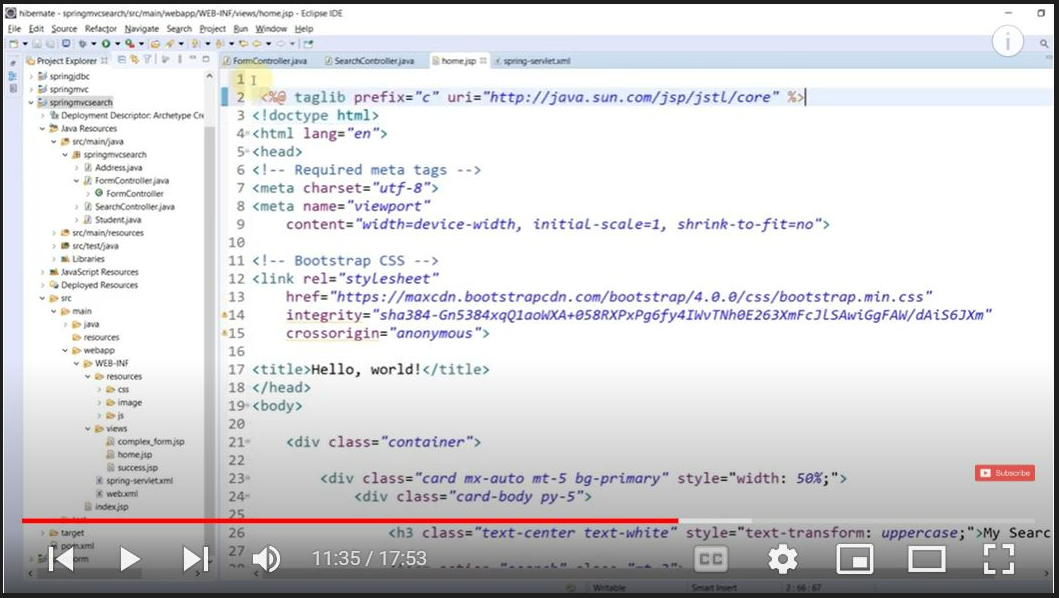 hibernate - springmvcsearch/src/main/webapp/WEB-INF/views/home.jsp - Eclipse IDE
File Edit Source Refactor Navigate Search Project Run Window Help
Project Explorer
springjdbc
springmvc
springmvcsearch
Deployment Descriptor: Archetype Cre
Java Resources
src/main/java
springmvcsearch
Address.java
FormController.java
FormController
SearchController.java
Student.java
src/main/resources
src/test/java
Libraries
JavaScript Resources
Deployed Resources
src
main
java
resources
webapp
WEB-INF
resources
css
image
js
views
complex_form.jsp
home.jsp
success.jsp
spring-servlet.xml
web.xml
index.jsp
target
pom.xml
FormController.java SearchController.java home.jsp spring-servlet.xml
1
2 <%@ taglib prefix="c" uri="http://java.sun.com/jsp/jstl/core" %>
3 <!doctype html>
4 <html lang="en">
5 <head>
6 <!-- Required meta tags -->
7 <meta charset="utf-8">
8 <meta name="viewport"
9 content="width=device-width, initial-scale=1, shrink-to-fit=no">
10
11 <!-- Bootstrap CSS -->
12 <link rel="stylesheet"
13 href="https://maxcdn.bootstrapcdn.com/bootstrap/4.0.0/css/bootstrap.min.css"
14 integrity="sha384-Gn5384xqQ1aoWXA+058RXPxPg6fy4IWvTNh0E263XmFcJlSAwiGgFAW/dAiS6JXm"
15 crossorigin="anonymous">
16
17 <title>Hello, world!</title>
18 </head>
19 <body>
20
21 <div class="container">
22
23 <div class="card mx-auto mt-5 bg-primary" style="width: 50%;">
24 <div class="card-body py-5">
25
26 <h3 class="text-center text-white" style="text-transform: uppercase;">My Searc
27
Subscribe
11:35 / 17:53
CC
Writable Smart Insert 2 : 66 : 67